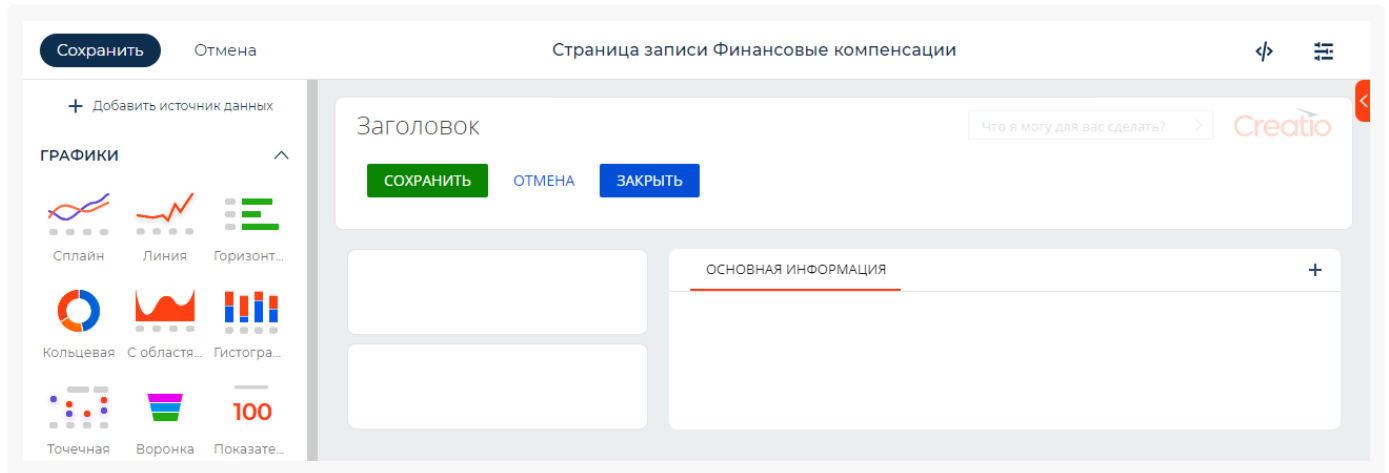 Сохранить Отмена Страница записи Финансовые компенсации
+ Добавить источник данных
ГРАФИКИ
Сплайн Линия Горизонт...
Кольцевая С областя... Гистогра...
100
Точечная Воронка Показате...
Заголовок Что я могу для вас сделать? Creatio
СОХРАНИТЬ ОТМЕНА ЗАКРЫТЬ
ОСНОВНАЯ ИНФОРМАЦИЯ +